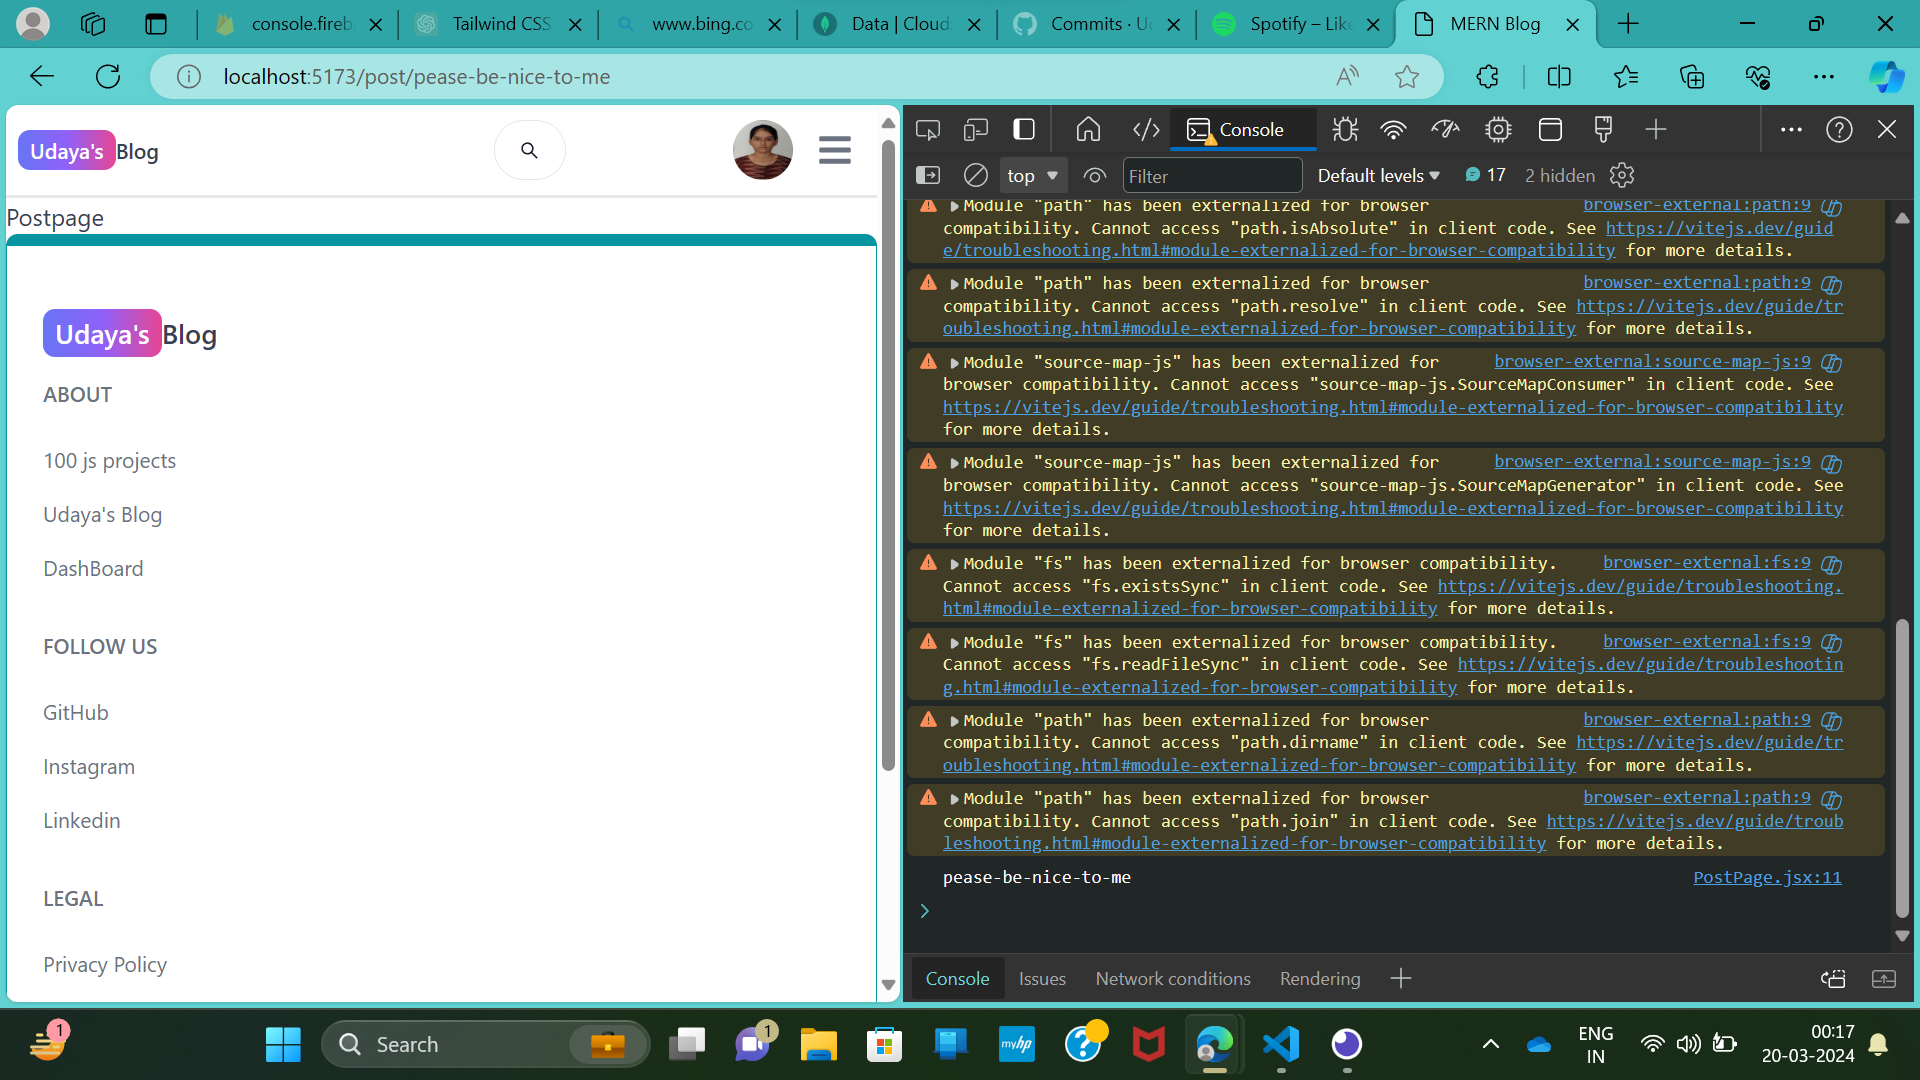 console.fireb
Tailwind CSS
www.bing.co
Data | Cloud
Commits · Ud
Spotify – Like
MERN Blog
localhost:5173/post/pease-be-nice-to-me
Udaya's Blog
Postpage
Udaya's Blog
ABOUT
100 js projects
Udaya's Blog
DashBoard
FOLLOW US
GitHub
Instagram
Linkedin
LEGAL
Privacy Policy
Console
top
Filter
Default levels
17
2 hidden
Module "path" has been externalized for browser browser-external:path:9
compatibility. Cannot access "path.isAbsolute" in client code. See https://vitejs.dev/guid
e/troubleshooting.html#module-externalized-for-browser-compatibility for more details.
Module "path" has been externalized for browser browser-external:path:9
compatibility. Cannot access "path.resolve" in client code. See https://vitejs.dev/guide/tr
oubleshooting.html#module-externalized-for-browser-compatibility for more details.
Module "source-map-js" has been externalized for browser-external:source-map-js:9
browser compatibility. Cannot access "source-map-js.SourceMapConsumer" in client code. See
https://vitejs.dev/guide/troubleshooting.html#module-externalized-for-browser-compatibility
for more details.
Module "source-map-js" has been externalized for browser-external:source-map-js:9
browser compatibility. Cannot access "source-map-js.SourceMapGenerator" in client code. See
https://vitejs.dev/guide/troubleshooting.html#module-externalized-for-browser-compatibility
for more details.
Module "fs" has been externalized for browser compatibility. browser-external:fs:9
Cannot access "fs.existsSync" in client code. See https://vitejs.dev/guide/troubleshooting.
html#module-externalized-for-browser-compatibility for more details.
Module "fs" has been externalized for browser compatibility. browser-external:fs:9
Cannot access "fs.readFileSync" in client code. See https://vitejs.dev/guide/troubleshootin
g.html#module-externalized-for-browser-compatibility for more details.
Module "path" has been externalized for browser browser-external:path:9
compatibility. Cannot access "path.dirname" in client code. See https://vitejs.dev/guide/tr
oubleshooting.html#module-externalized-for-browser-compatibility for more details.
Module "path" has been externalized for browser browser-external:path:9
compatibility. Cannot access "path.join" in client code. See https://vitejs.dev/guide/troub
leshooting.html#module-externalized-for-browser-compatibility for more details.
pease-be-nice-to-me PostPage.jsx:11
Console Issues Network conditions Rendering
1
Search
1
myhp
ENG
IN
00:17
20-03-2024